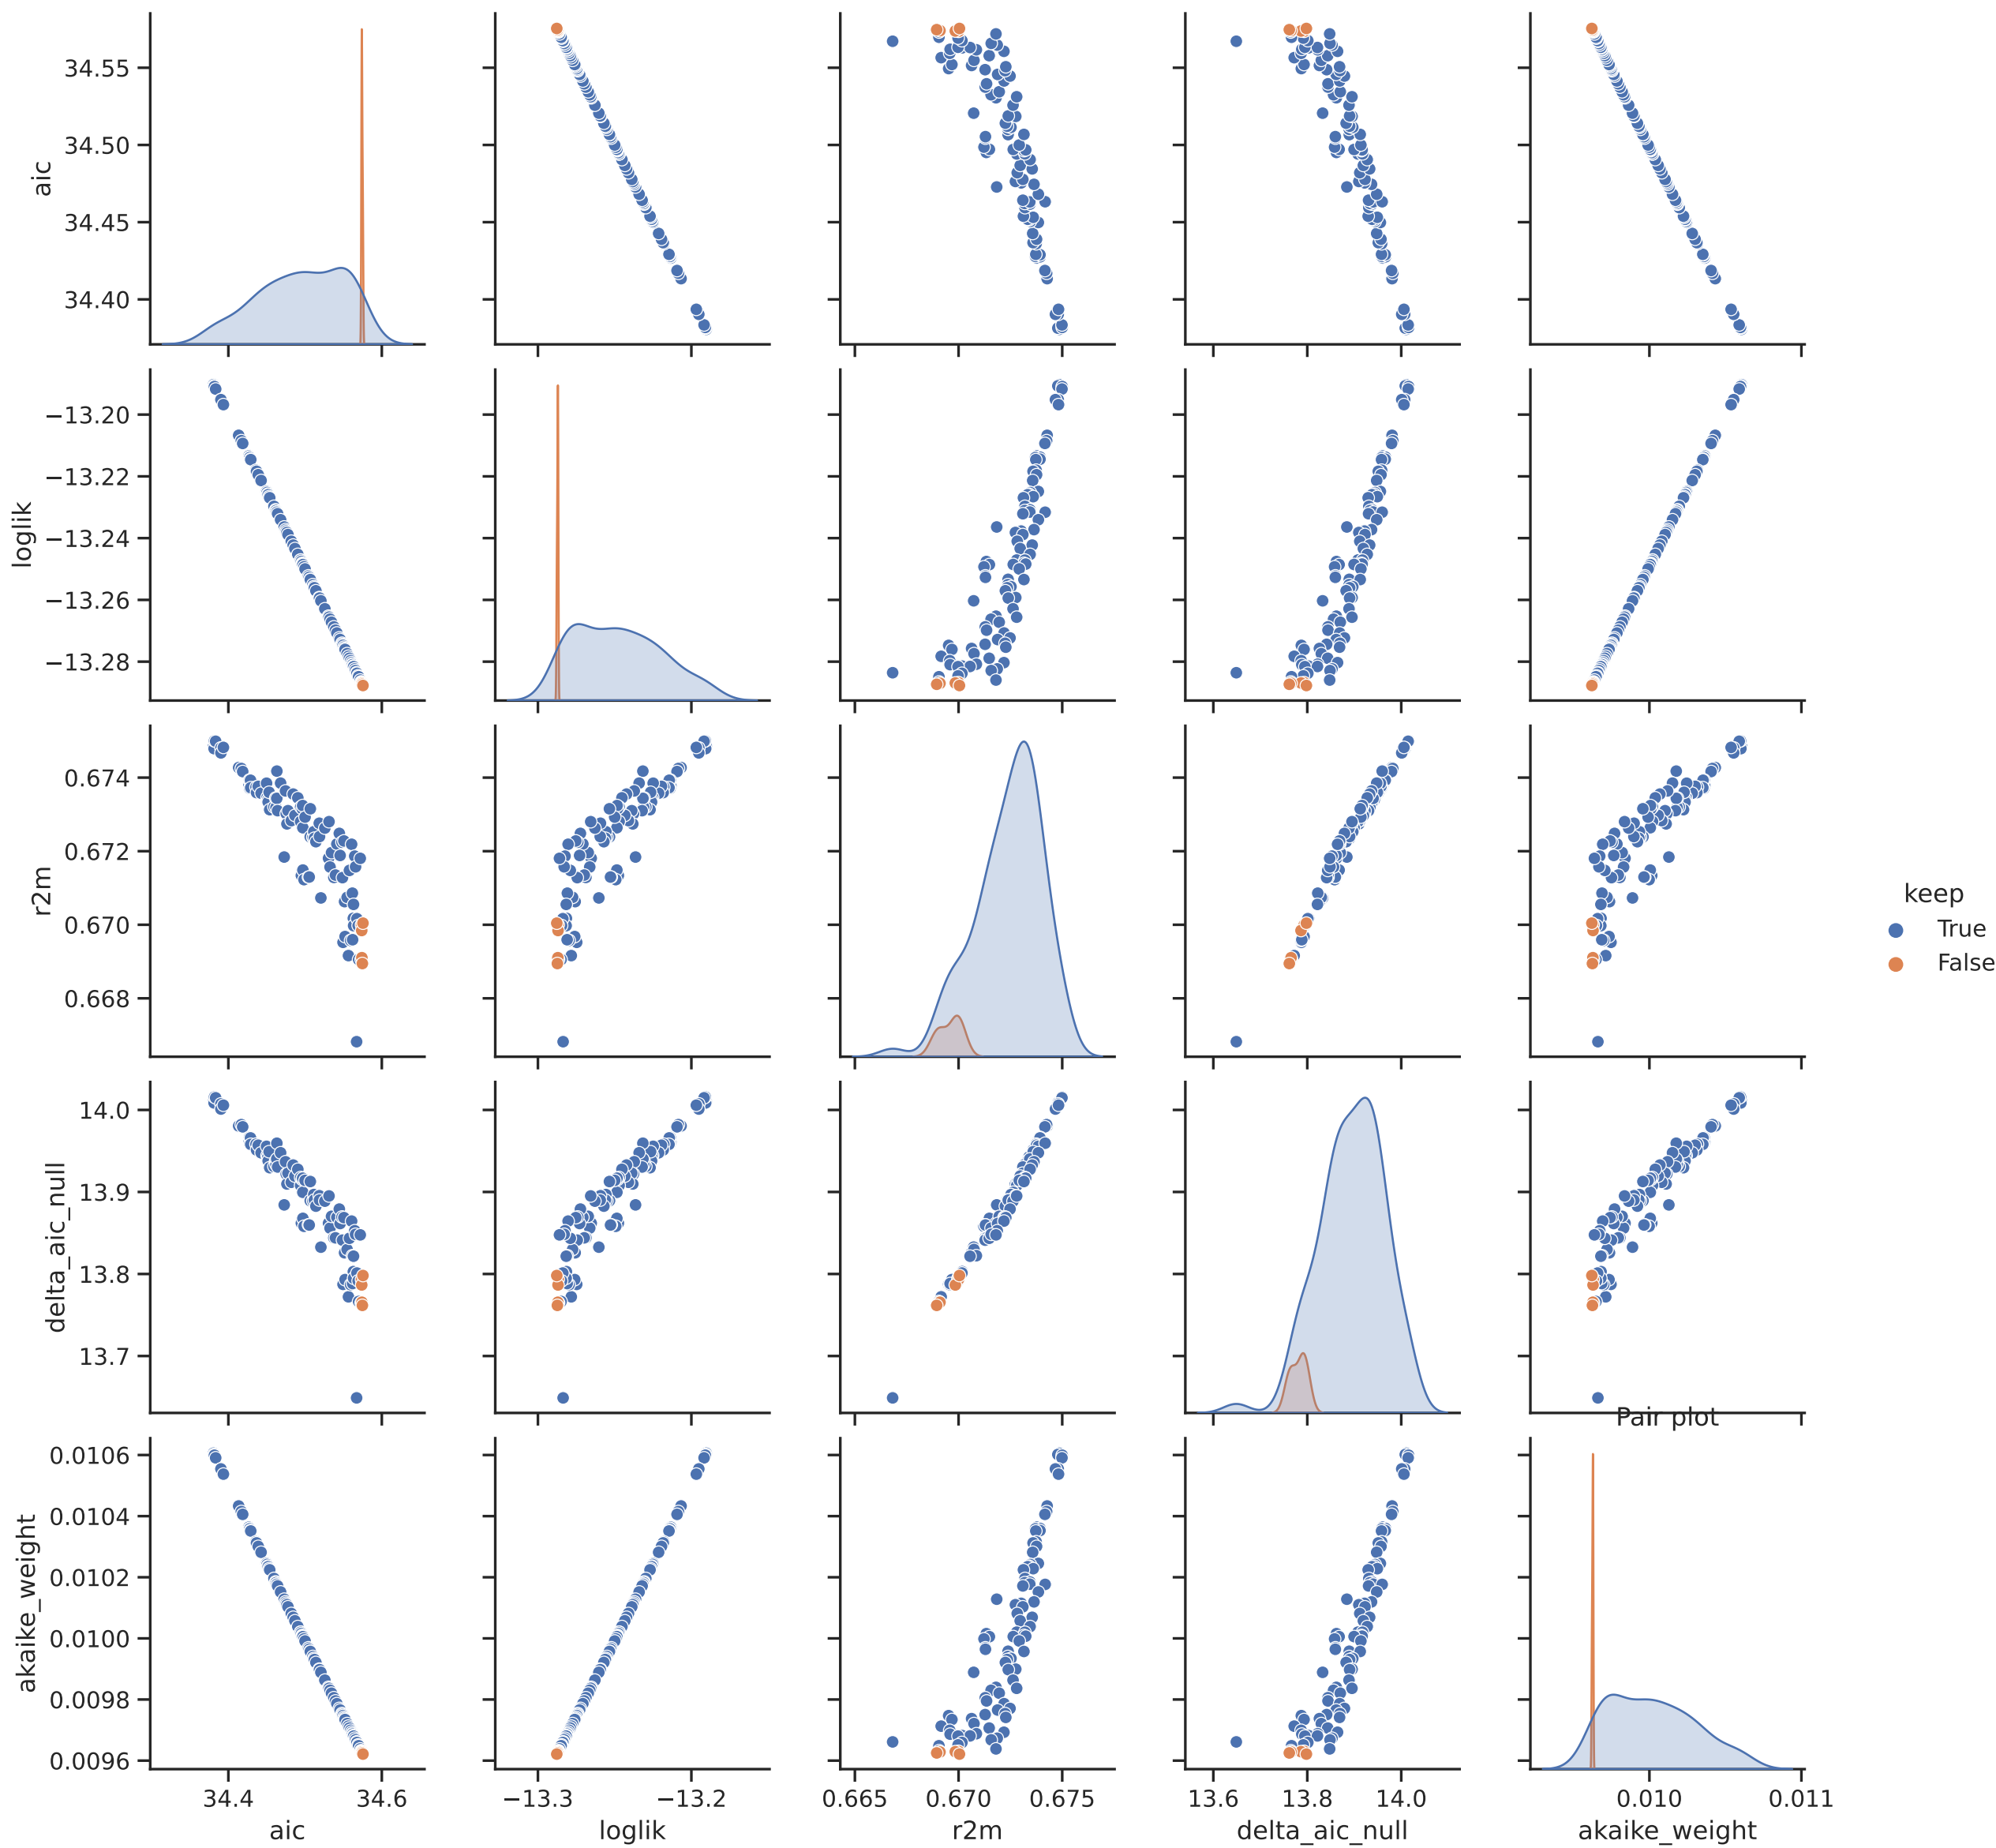 aic
34.55
34.50
34.45
34.40
loglik
−13.20
−13.22
−13.24
−13.26
−13.28
r2m
0.674
0.672
0.670
0.668
keep
True
False
delta_aic_null
14.0
13.9
13.8
13.7
Pair plot
akaike_weight
0.0106
0.0104
0.0102
0.0100
0.0098
0.0096
34.4 34.6 −13.3 −13.2 0.665 0.670 0.675 13.6 13.8 14.0 0.010 0.011
aic loglik r2m delta_aic_null akaike_weight